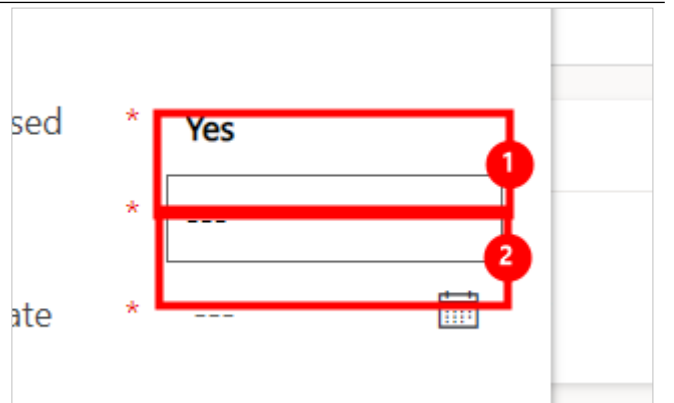 sed * Yes
1
* ---
2
ate * ---